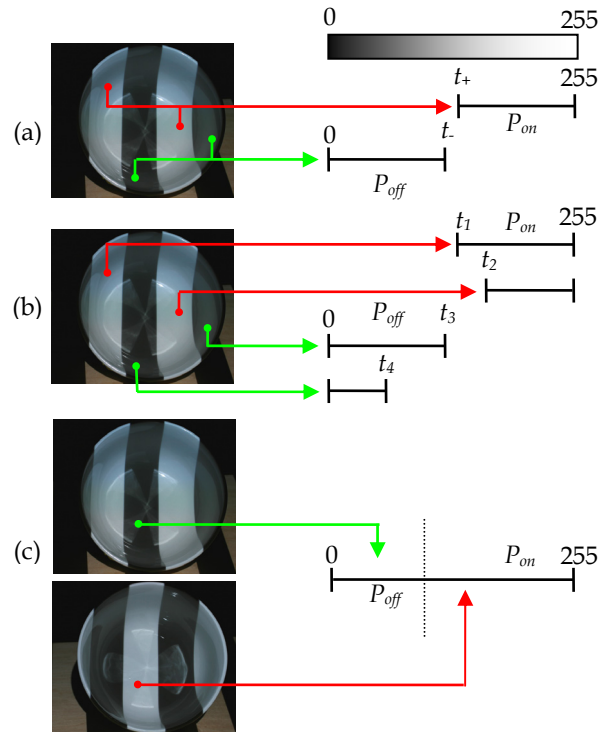 0 255
t+ 255
(a) Pon
0 t-
Poff
t1 Pon 255
t2
(b) 0 Poff t3
t4
(c) 0 Pon 255
Poff